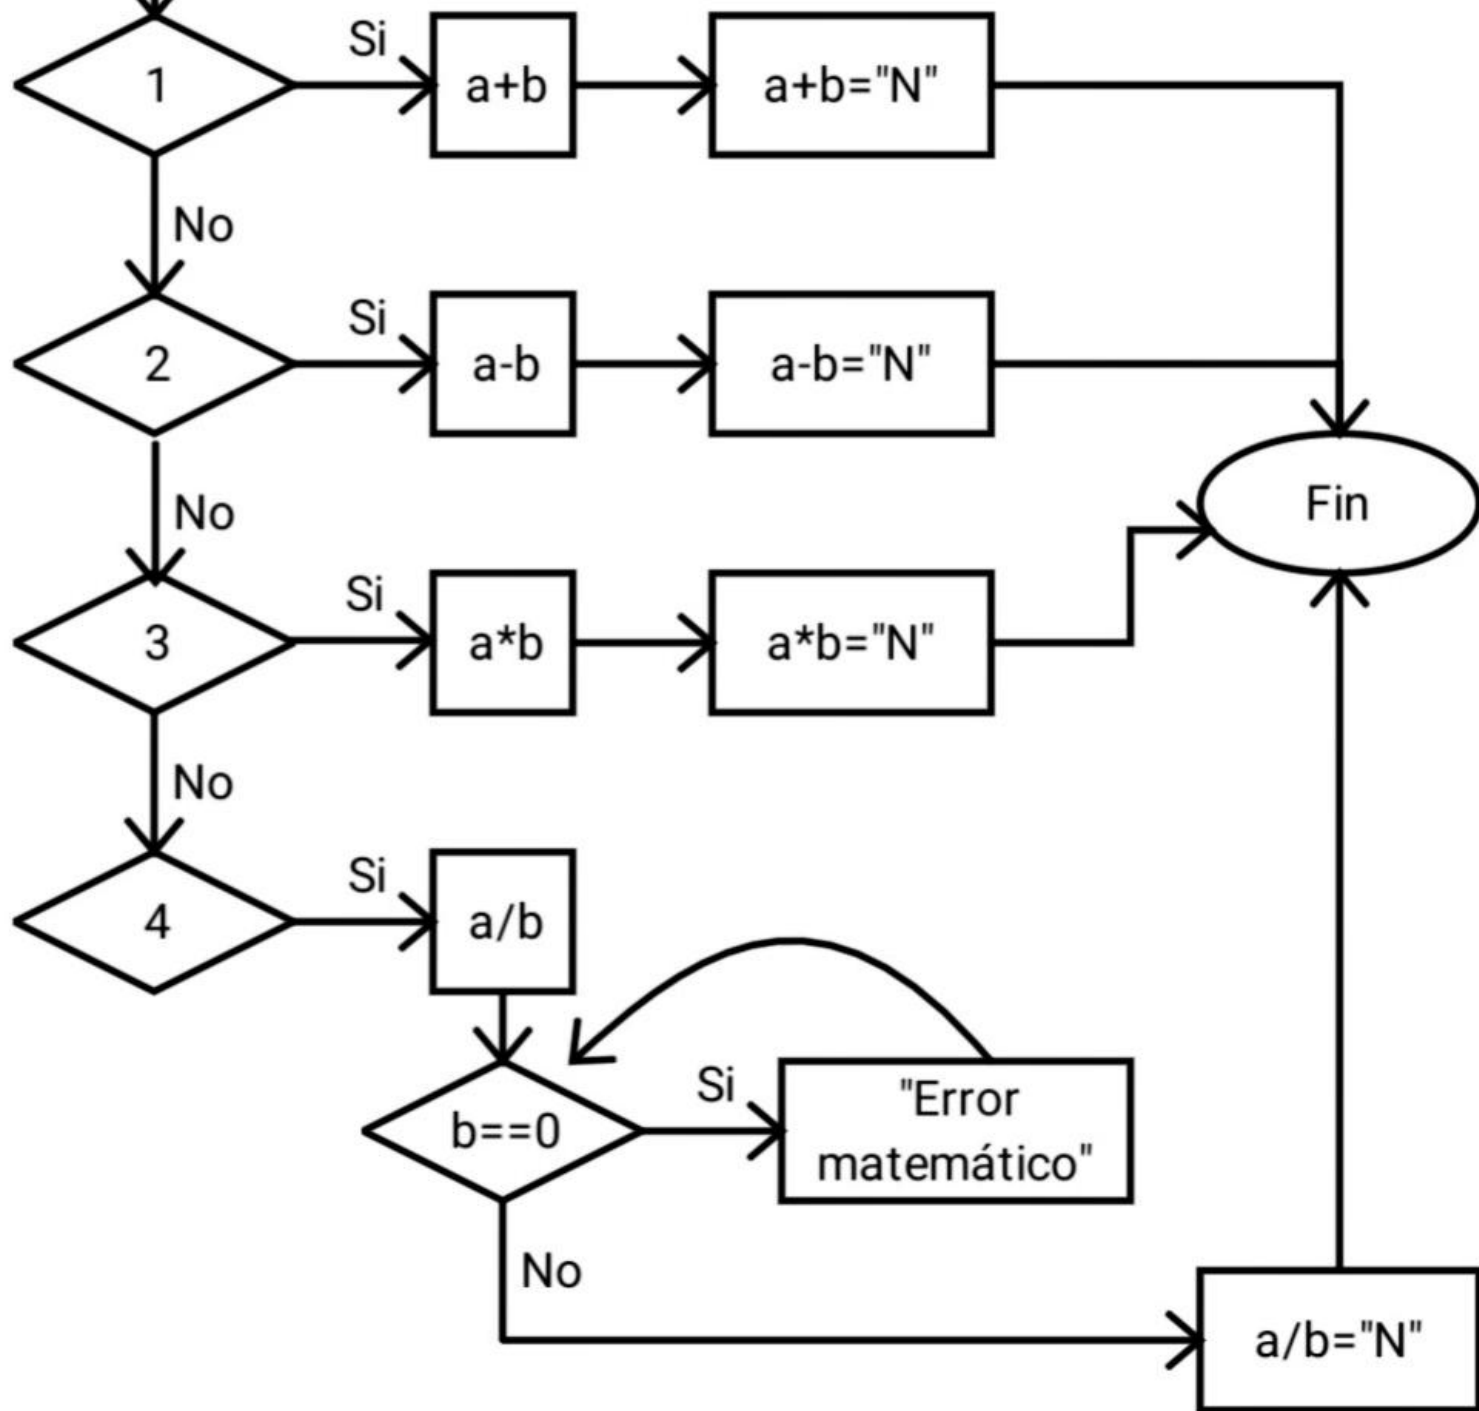 Si
1
a+b
a+b="N"
No
Si
2
a-b
a-b="N"
No
Fin
Si
3
a*b
a*b="N"
No
Si
4
a/b
b==0
Si
"Error
matemático"
No
a/b="N"